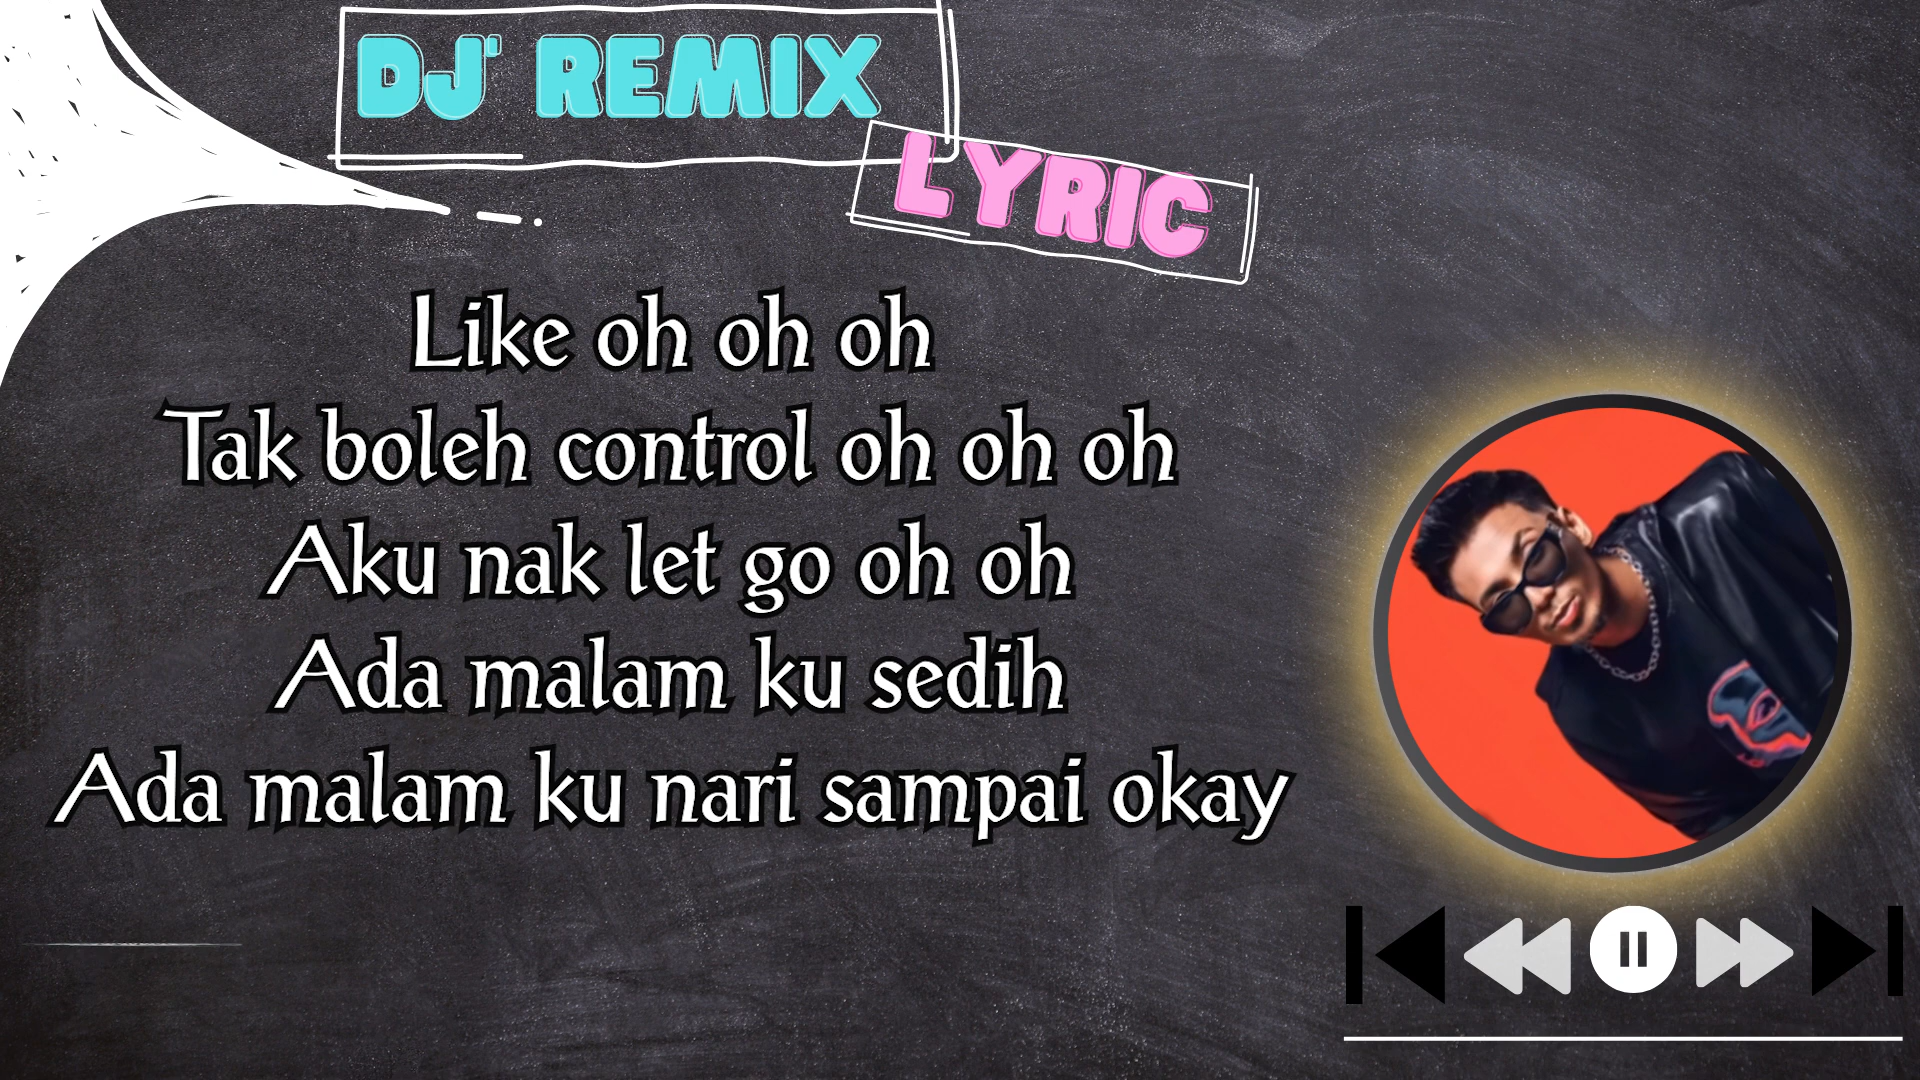 DJ' REMIX
LYRIC
Like oh oh oh
Tak boleh control oh oh oh
Aku nak let go oh oh
Ada malam ku sedih
Ada malam ku nari sampai okay